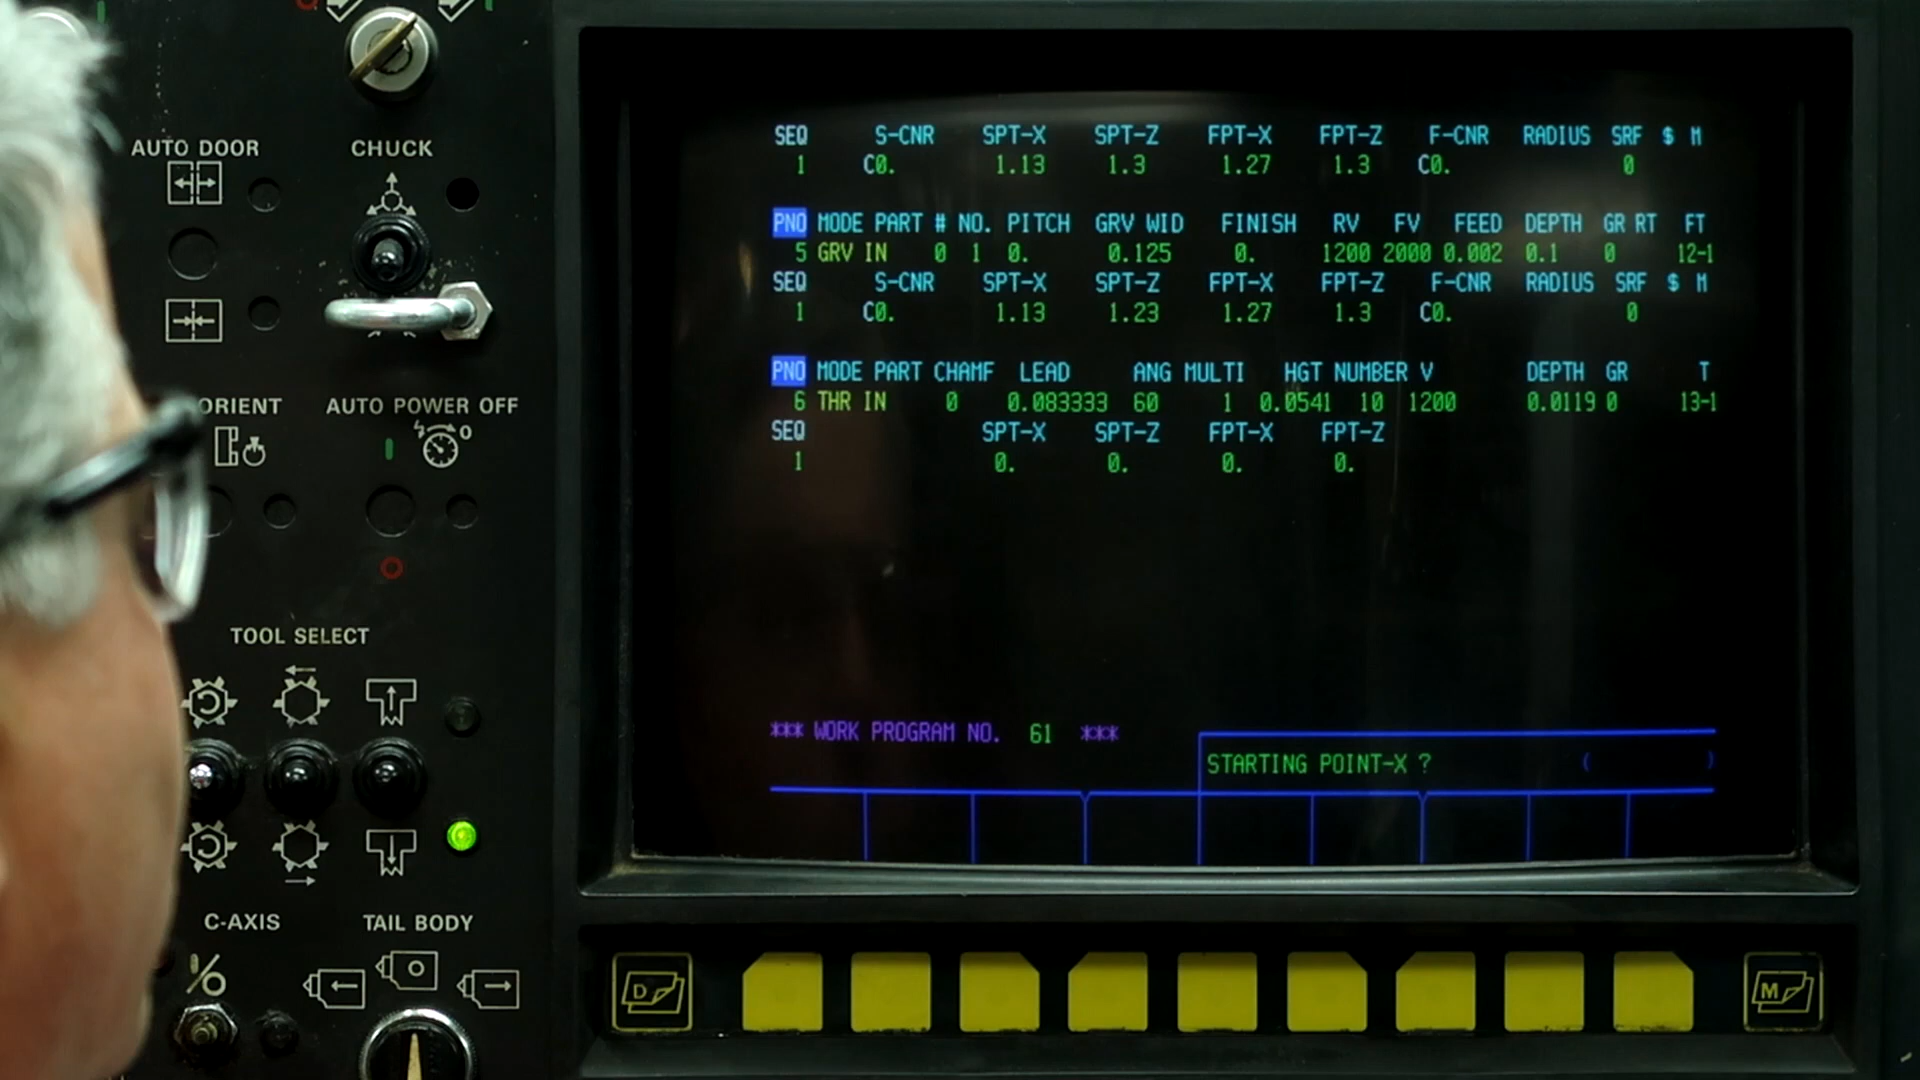 AUTO DOOR
CHUCK
ORIENT
AUTO POWER OFF
TOOL SELECT
C-AXIS
TAIL BODY
SEQ S-CNR SPT-X SPT-Z FPT-X FPT-Z F-CNR RADIUS SRF $ M
1 C0. 1.13 1.3 1.27 1.3 C0. 0
PNO MODE PART # NO. PITCH GRV WID FINISH RV FV FEED DEPTH GR RT FT
5 GRV IN 0 1 0. 0.125 0. 1200 2000 0.002 0.1 0 12-1
SEQ S-CNR SPT-X SPT-Z FPT-X FPT-Z F-CNR RADIUS SRF $ M
1 C0. 1.13 1.23 1.27 1.3 C0. 0
PNO MODE PART CHAMF LEAD ANG MULTI HGT NUMBER V DEPTH GR T
6 THR IN 0 0.083333 60 1 0.0541 10 1200 0.0119 0 13-1
SEQ SPT-X SPT-Z FPT-X FPT-Z
1 0. 0. 0. 0.
*** WORK PROGRAM NO. 61 ***
STARTING POINT-X ? ( )
D
M